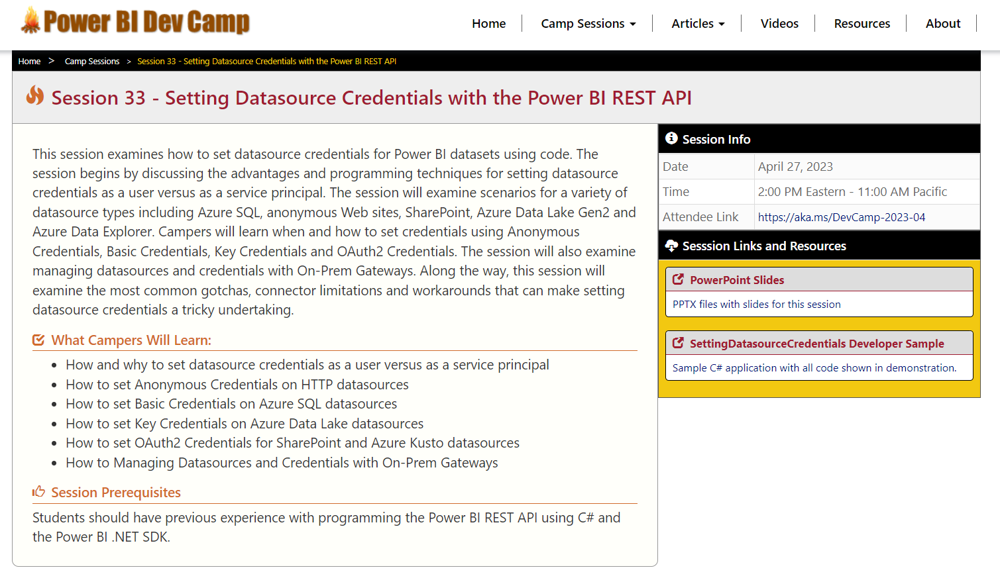 Power BI Dev Camp
Home
Camp Sessions
Articles
Videos
Resources
About
Home > Camp Sessions > Session 33 - Setting Datasource Credentials with the Power BI REST API
Session 33 - Setting Datasource Credentials with the Power BI REST API
This session examines how to set datasource credentials for Power BI datasets using code. The
session begins by discussing the advantages and programming techniques for setting datasource
credentials as a user versus as a service principal. The session will examine scenarios for a variety of
datasource types including Azure SQL, anonymous Web sites, SharePoint, Azure Data Lake Gen2 and
Azure Data Explorer. Campers will learn when and how to set credentials using Anonymous
Credentials, Basic Credentials, Key Credentials and OAuth2 Credentials. The session will also examine
managing datasources and credentials with On-Prem Gateways. Along the way, this session will
examine the most common gotchas, connector limitations and workarounds that can make setting
datasource credentials a tricky undertaking.
What Campers Will Learn:
How and why to set datasource credentials as a user versus as a service principal
How to set Anonymous Credentials on HTTP datasources
How to set Basic Credentials on Azure SQL datasources
How to set Key Credentials on Azure Data Lake datasources
How to set OAuth2 Credentials for SharePoint and Azure Kusto datasources
How to Managing Datasources and Credentials with On-Prem Gateways
Session Prerequisites
Students should have previous experience with programming the Power BI REST API using C# and
the Power BI .NET SDK.
Session Info
Date April 27, 2023
Time 2:00 PM Eastern - 11:00 AM Pacific
Attendee Link https://aka.ms/DevCamp-2023-04
Sesssion Links and Resources
PowerPoint Slides
PPTX files with slides for this session
SettingDatasourceCredentials Developer Sample
Sample C# application with all code shown in demonstration.